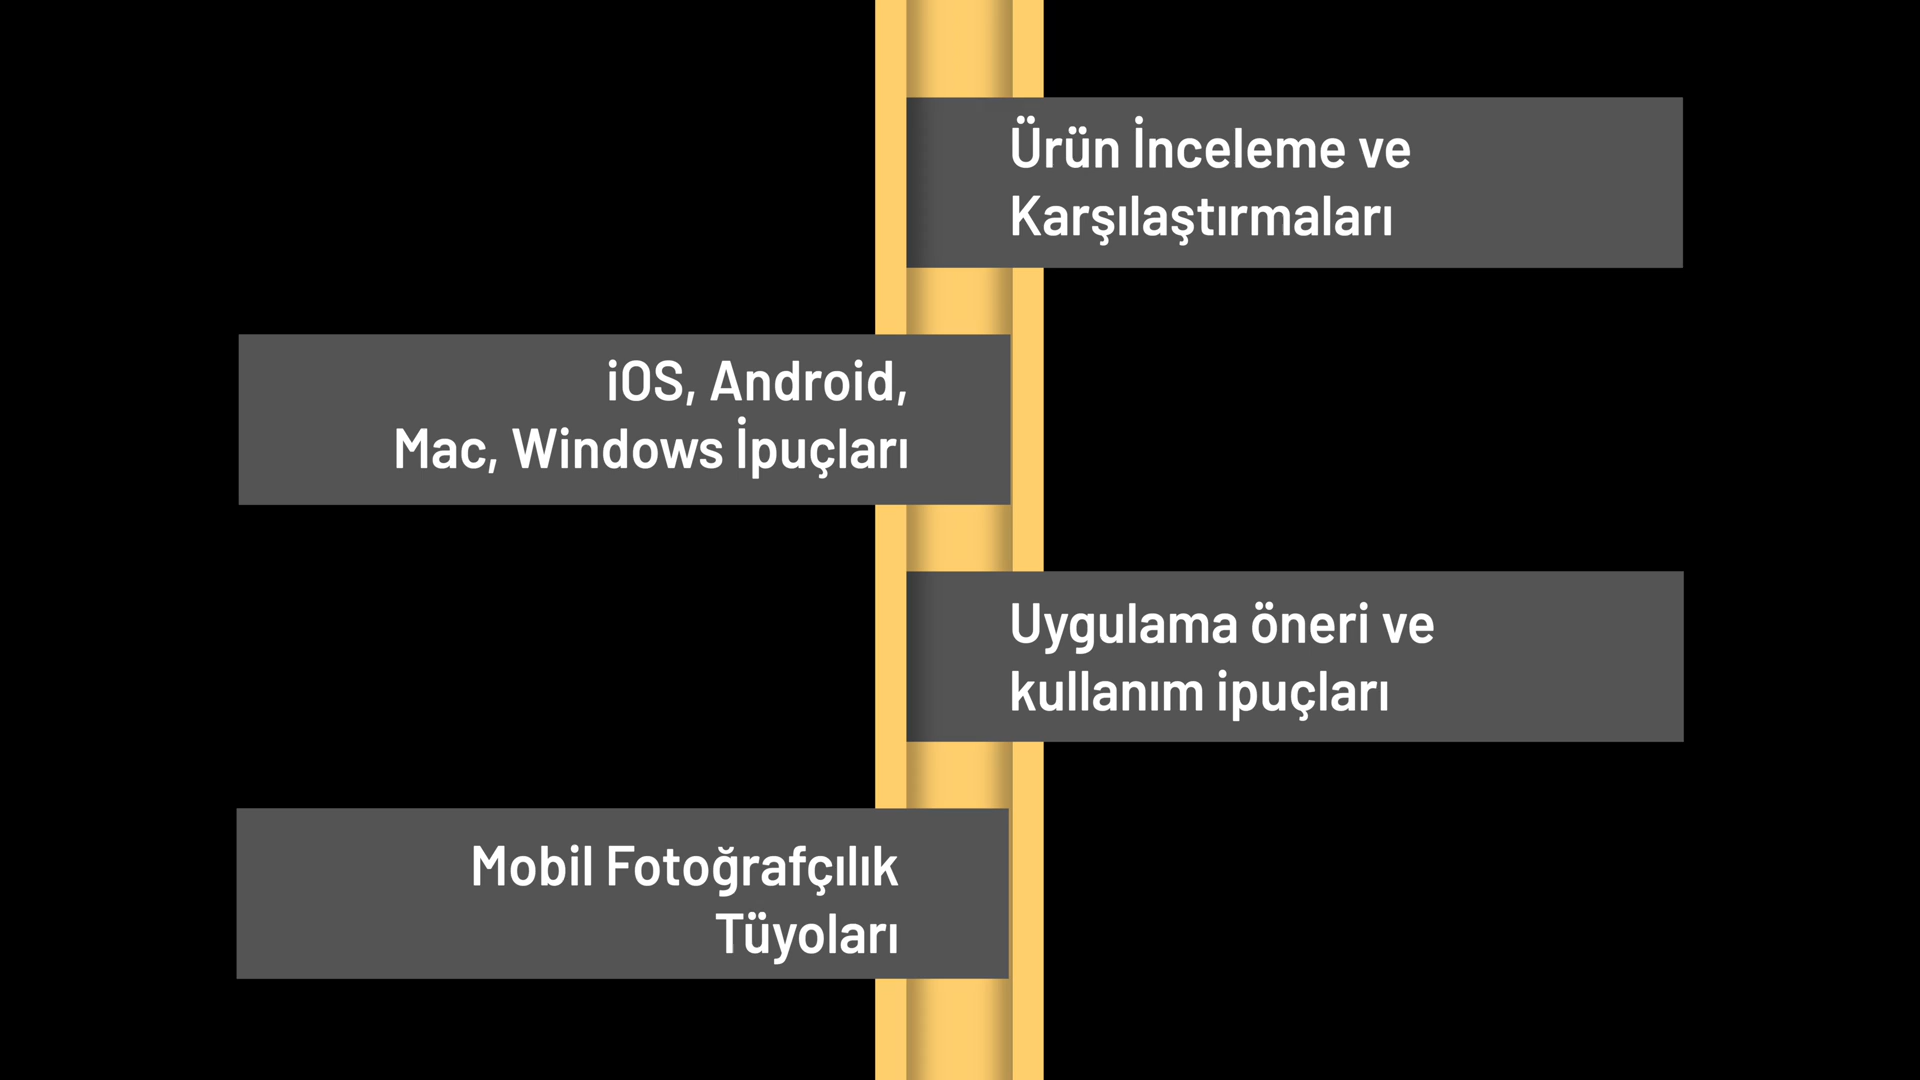 Ürün İnceleme ve
Karşılaştırmaları
iOS, Android,
Mac, Windows İpuçları
Uygulama öneri ve
kullanım ipuçları
Mobil Fotoğrafçılık
Tüyoları